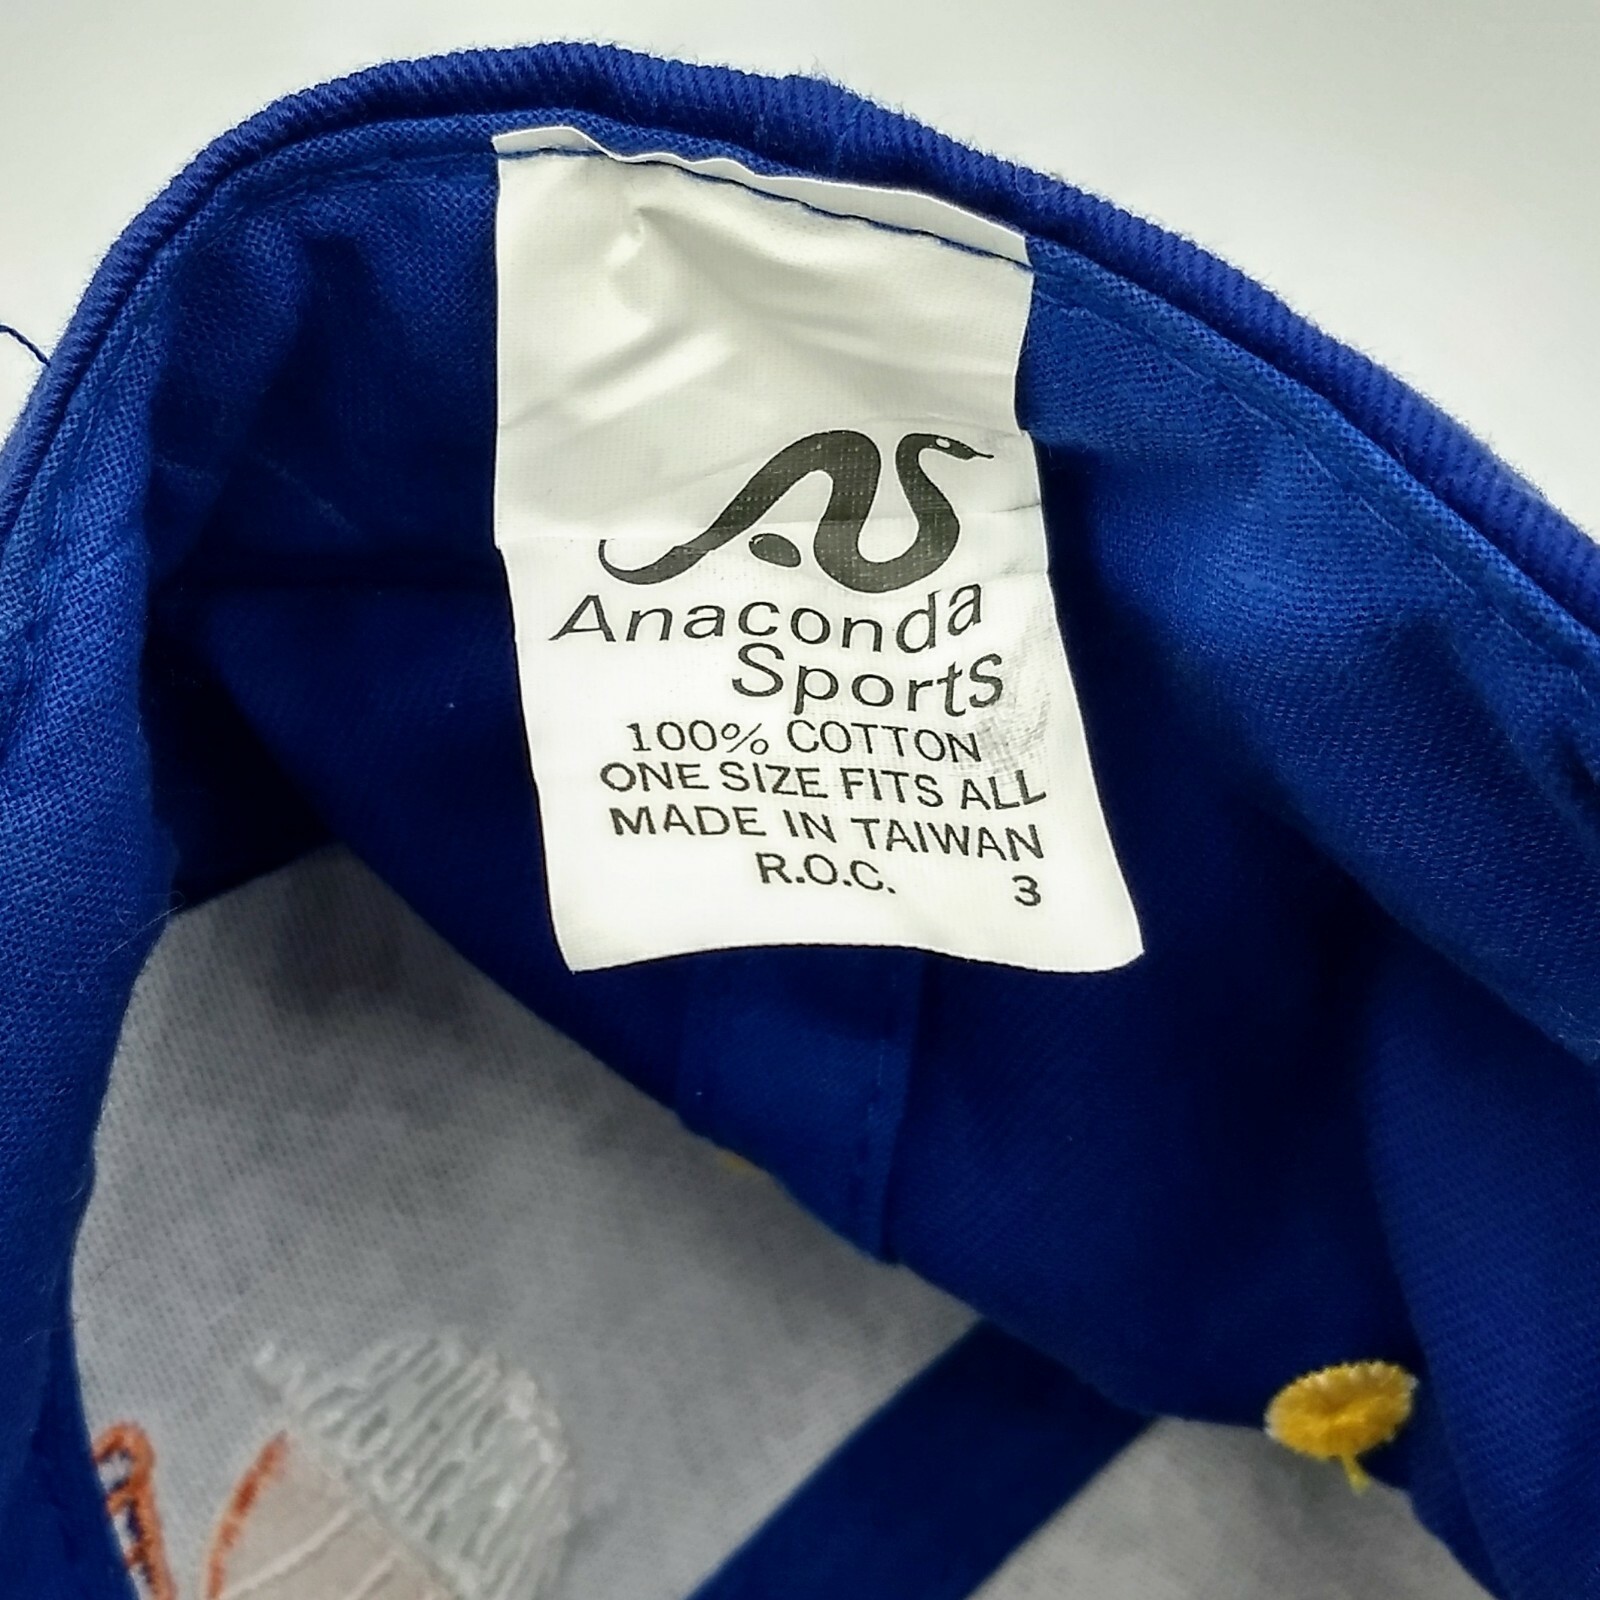 Anaconda
Sports
100% COTTON
ONE SIZE FITS ALL
MADE IN TAIWAN
R.O.C. 3